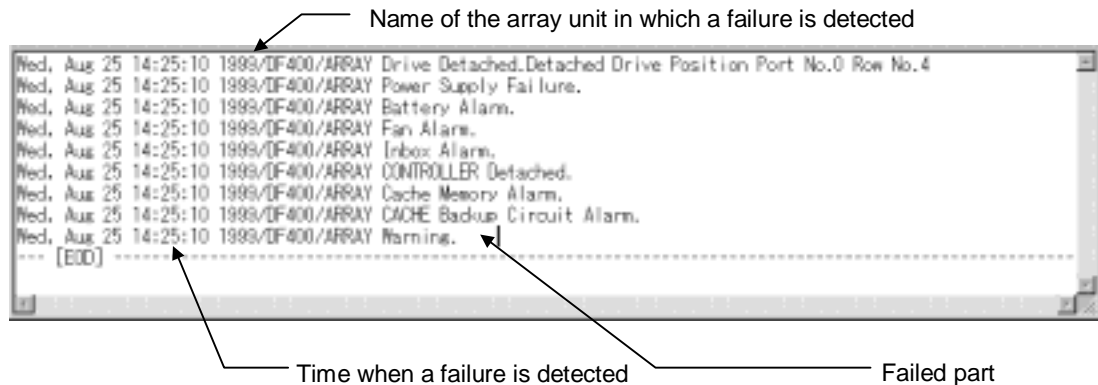 Name of the array unit in which a failure is detected
Wed, Aug 25 14:25:10 1999/DF400/ARRAY Drive Detached.Detached Drive Position Port No.0 Row No.4
Wed, Aug 25 14:25:10 1999/DF400/ARRAY Power Supply Failure.
Wed, Aug 25 14:25:10 1999/DF400/ARRAY Battery Alarm.
Wed, Aug 25 14:25:10 1999/DF400/ARRAY Fan Alarm.
Wed, Aug 25 14:25:10 1999/DF400/ARRAY Inbox Alarm.
Wed, Aug 25 14:25:10 1999/DF400/ARRAY CONTROLLER Detached.
Wed, Aug 25 14:25:10 1999/DF400/ARRAY Cache Memory Alarm.
Wed, Aug 25 14:25:10 1999/DF400/ARRAY CACHE Backup Circuit Alarm.
Wed, Aug 25 14:25:10 1999/DF400/ARRAY Warning.
--- [EOD] ---------------------------------------------------------------
Time when a failure is detected
Failed part